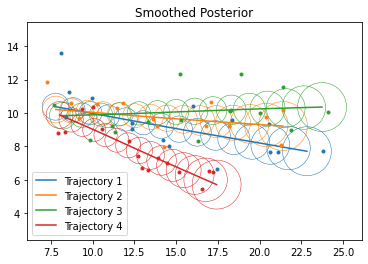 Smoothed Posterior
14
12
10
8
6
4
Trajectory 1
Trajectory 2
Trajectory 3
Trajectory 4
7.5 10.0 12.5 15.0 17.5 20.0 22.5 25.0